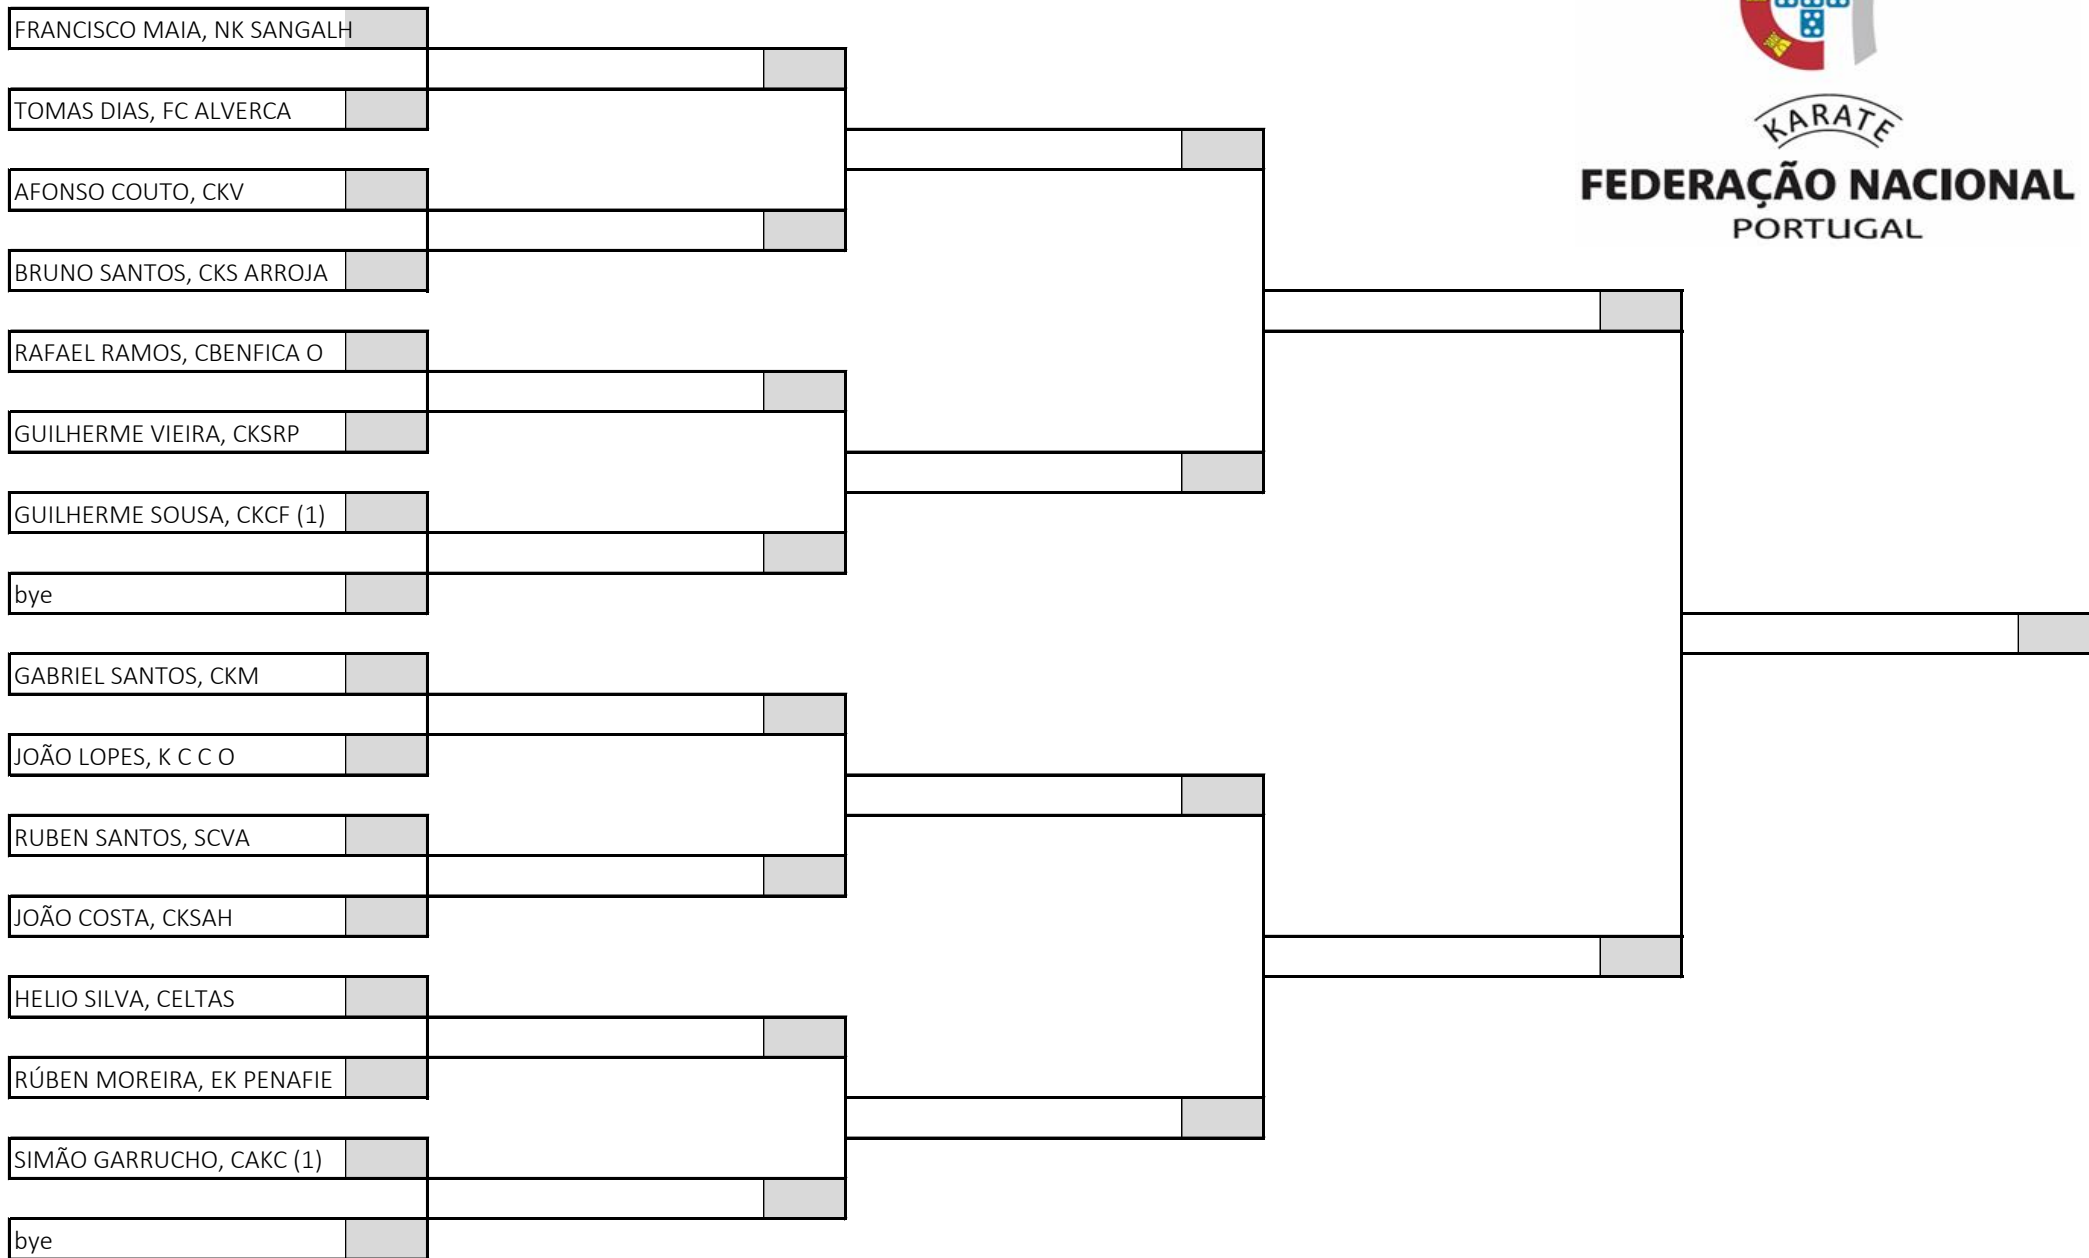 FRANCISCO MAIA, NK SANGALH
TOMAS DIAS, FC ALVERCA
AFONSO COUTO, CKV
BRUNO SANTOS, CKS ARROJA
RAFAEL RAMOS, CBENFICA O
GUILHERME VIEIRA, CKSRP
GUILHERME SOUSA, CKCF (1)
bye
GABRIEL SANTOS, CKM
JOÃO LOPES, K C C O
RUBEN SANTOS, SCVA
JOÃO COSTA, CKSAH
HELIO SILVA, CELTAS
RÚBEN MOREIRA, EK PENAFIE
SIMÃO GARRUCHO, CAKC (1)
bye
KARATE
FEDERAÇÃO NACIONAL
PORTUGAL